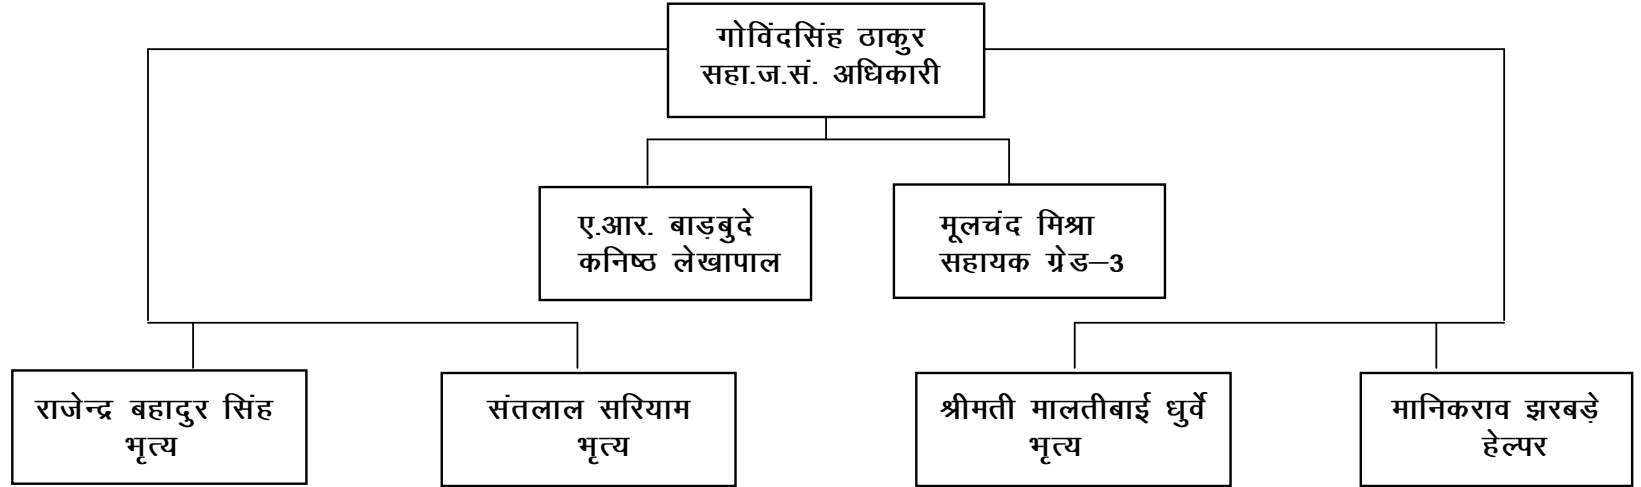 गोविंदसिंह ठाकुर
सहा.ज.सं. अधिकारी
ए.आर. बाड़बुदे
कनिष्ठ लेखापाल
मूलचंद मिश्रा
सहायक ग्रेड–3
राजेन्द्र बहादुर सिंह
भृत्य
संतलाल सरियाम
भृत्य
श्रीमती मालतीबाई धुर्वे
भृत्य
मानिकराव झरबड़े
हेल्पर